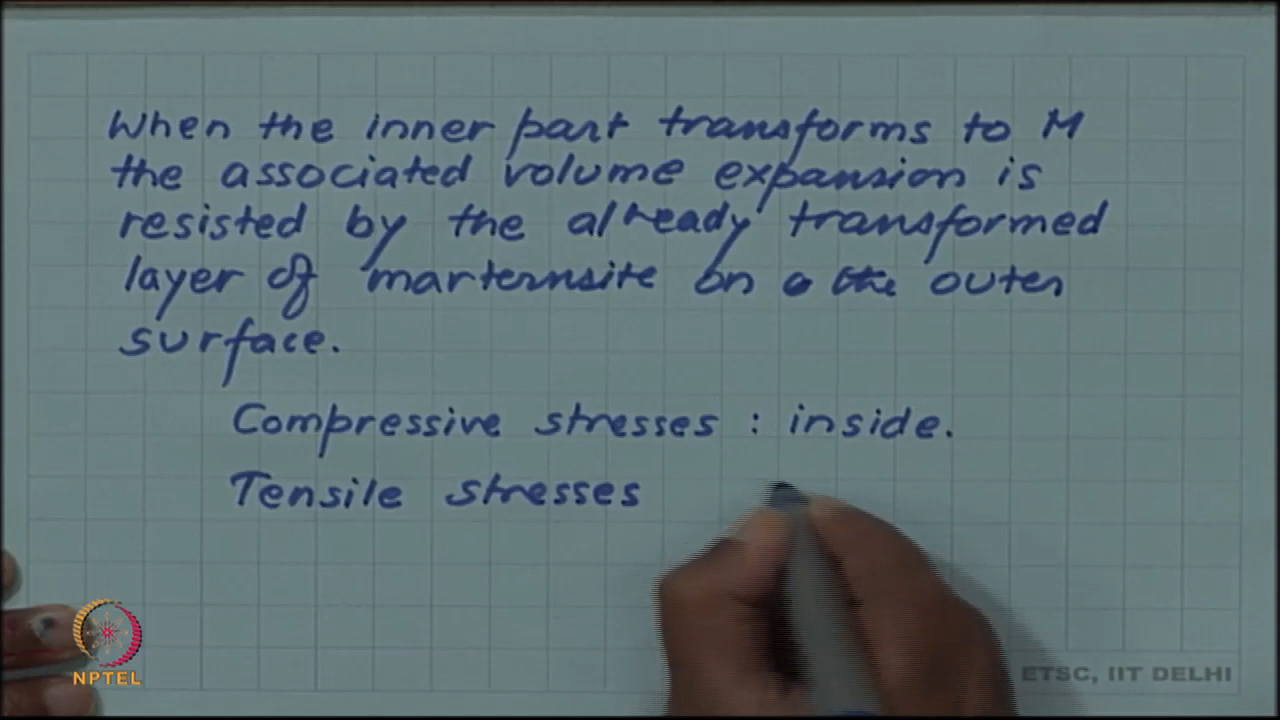 When the inner part transforms to M
the associated volume expansion is
resisted by the already transformed
layer of marternsite on the outer
surface.
Compressive stresses : inside.
Tensile stresses
NPTEL
ETSC, IIT DELHI